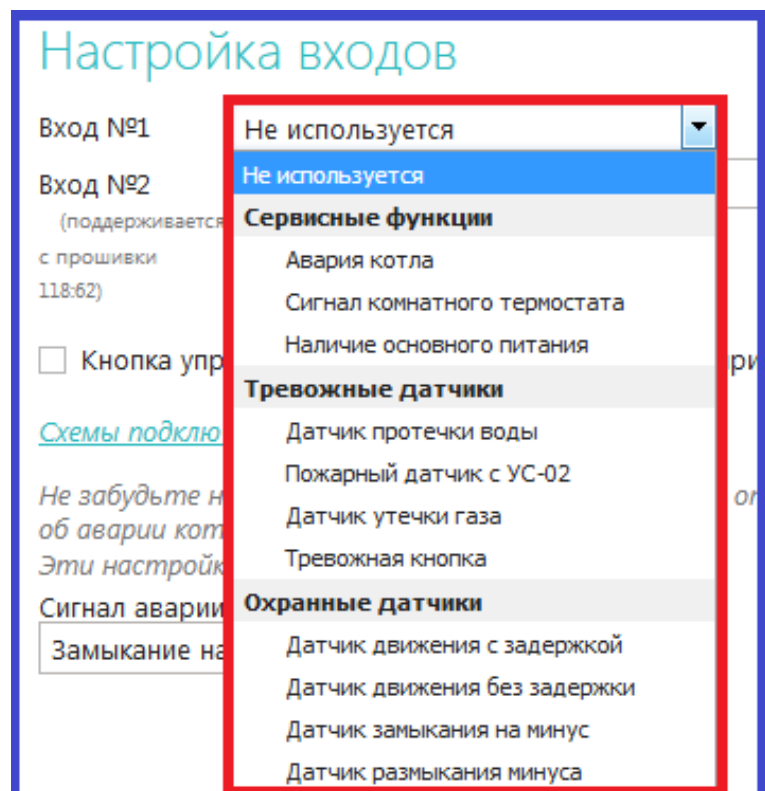 Настройка входов
Вход №1
Не используется
Вход №2
(поддерживается
с прошивки
118:62)
Не используется
Сервисные функции
Авария котла
Сигнал комнатного термостата
Наличие основного питания
Тревожные датчики
Датчик протечки воды
Пожарный датчик с УС-02
Датчик утечки газа
Тревожная кнопка
Охранные датчики
Датчик движения с задержкой
Датчик движения без задержки
Датчик замыкания на минус
Датчик размыкания минуса
Кнопка упр
ри
Схемы подклю
Не забудьте н
от
об аварии кот
Эти настройк
Сигнал аварии
Замыкание на